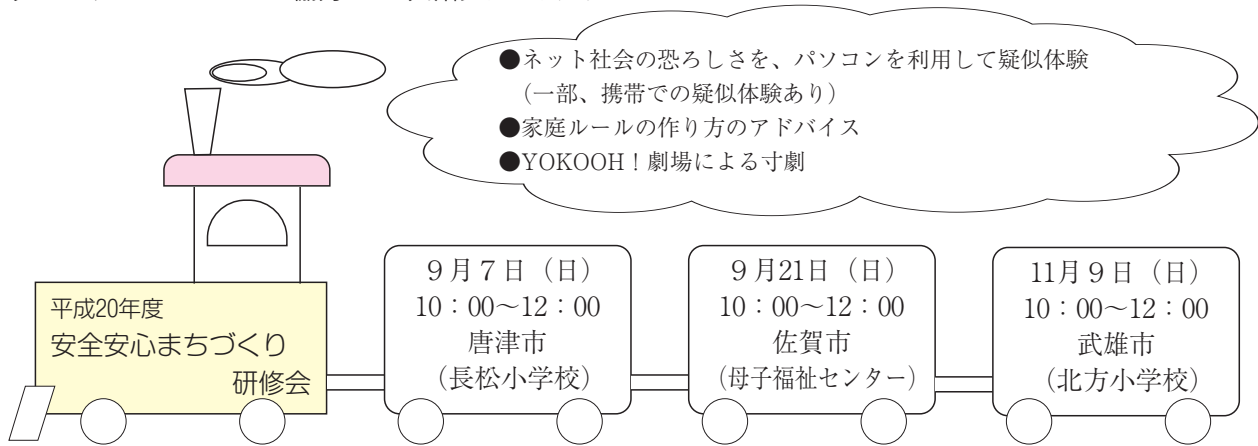 ●ネット社会の恐ろしさを、パソコンを利用して疑似体験
（一部、携帯での疑似体験あり）
●家庭ルールの作り方のアドバイス
●YOKOOH！劇場による寸劇
平成20年度
安全安心まちづくり
研修会
９月７日（日）
10：00～12：00
唐津市
（長松小学校）
９月21日（日）
10：00～12：00
佐賀市
（母子福祉センター）
11月９日（日）
10：00～12：00
武雄市
（北方小学校）